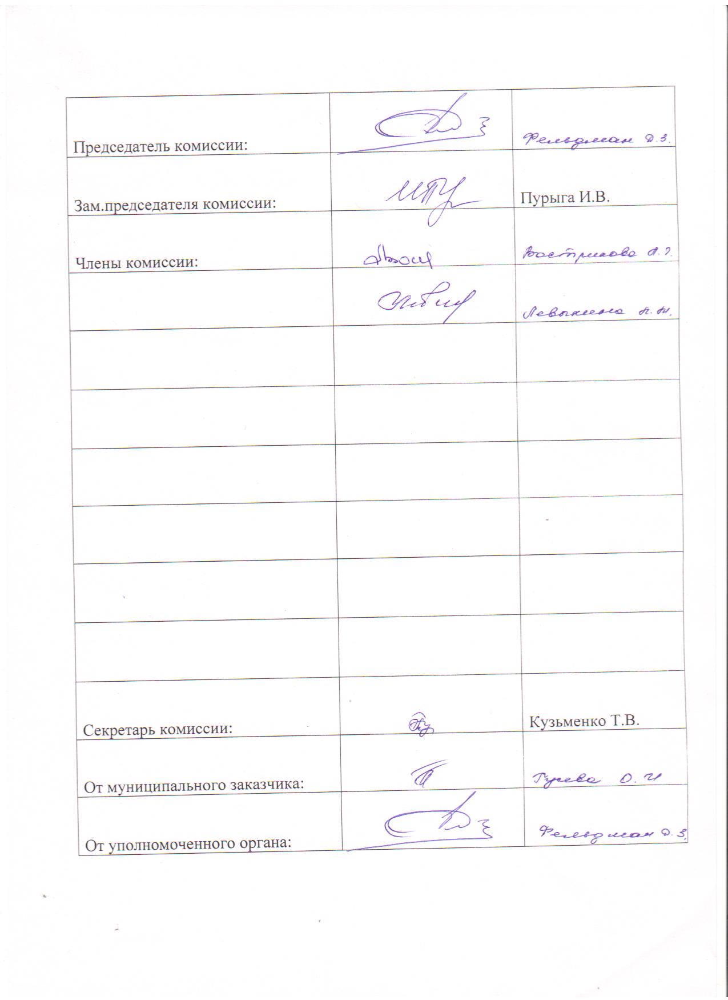 Председатель комиссии: Фельдман Д.З.
Зам.председателя комиссии: Пурыга И.В.
Члены комиссии: Вострикова А.Э.
Левыкина
Секретарь комиссии: Кузьменко Т.В.
От муниципального заказчика: О.И
От уполномоченного органа: Фельдман Д.З.